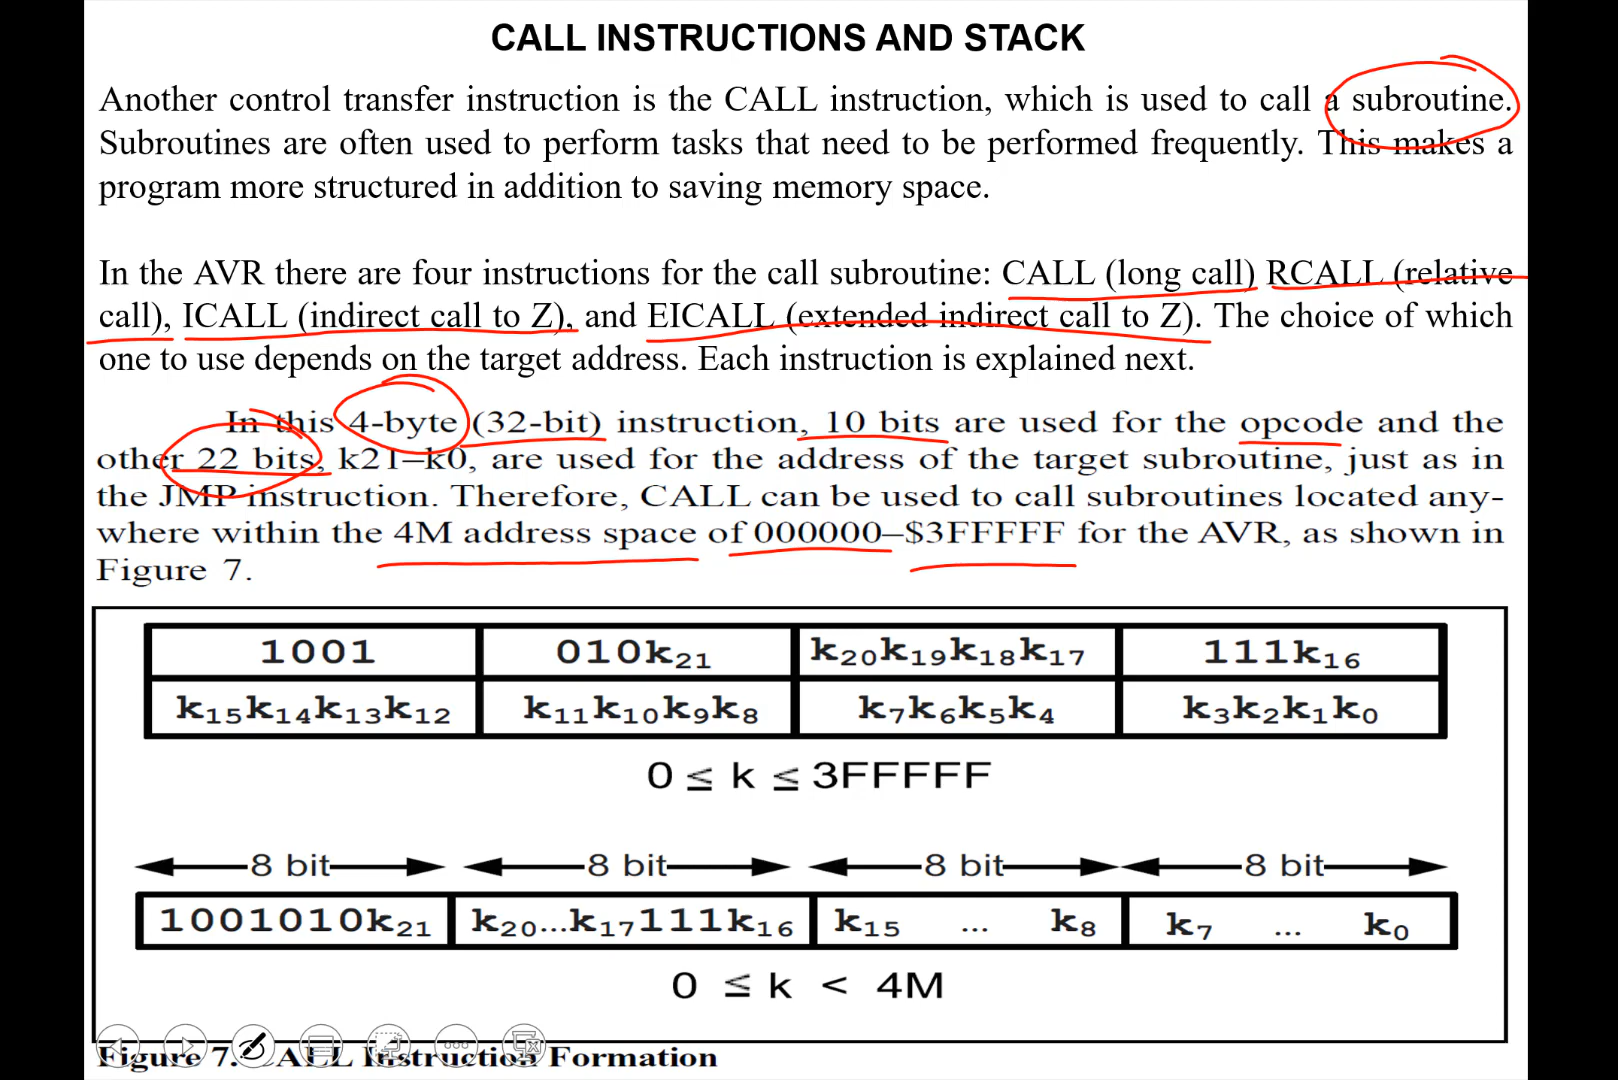 CALL INSTRUCTIONS AND STACK
Another control transfer instruction is the CALL instruction, which is used to call a subroutine.
Subroutines are often used to perform tasks that need to be performed frequently. This makes a
program more structured in addition to saving memory space.
In the AVR there are four instructions for the call subroutine: CALL (long call) RCALL (relative
call), ICALL (indirect call to Z), and EICALL (extended indirect call to Z). The choice of which
one to use depends on the target address. Each instruction is explained next.
In this 4-byte (32-bit) instruction, 10 bits are used for the opcode and the
other 22 bits, k21–k0, are used for the address of the target subroutine, just as in
the JMP instruction. Therefore, CALL can be used to call subroutines located any-
where within the 4M address space of 000000–$3FFFFF for the AVR, as shown in
Figure 7.
1001 010k₂₁ k₂₀k₁₉k₁₈k₁₇ 111k₁₆
k₁₅k₁₄k₁₃k₁₂ k₁₁k₁₀k₉k₈ k₇k₆k₅k₄ k₃k₂k₁k₀
0 ≤ k ≤ 3FFFFF
8 bit 8 bit 8 bit 8 bit
1001010k₂₁ k₂₀...k₁₇111k₁₆ k₁₅ ... k₈ k₇ ... k₀
0 ≤ k < 4M
Figure 7. CALL Instruction Formation